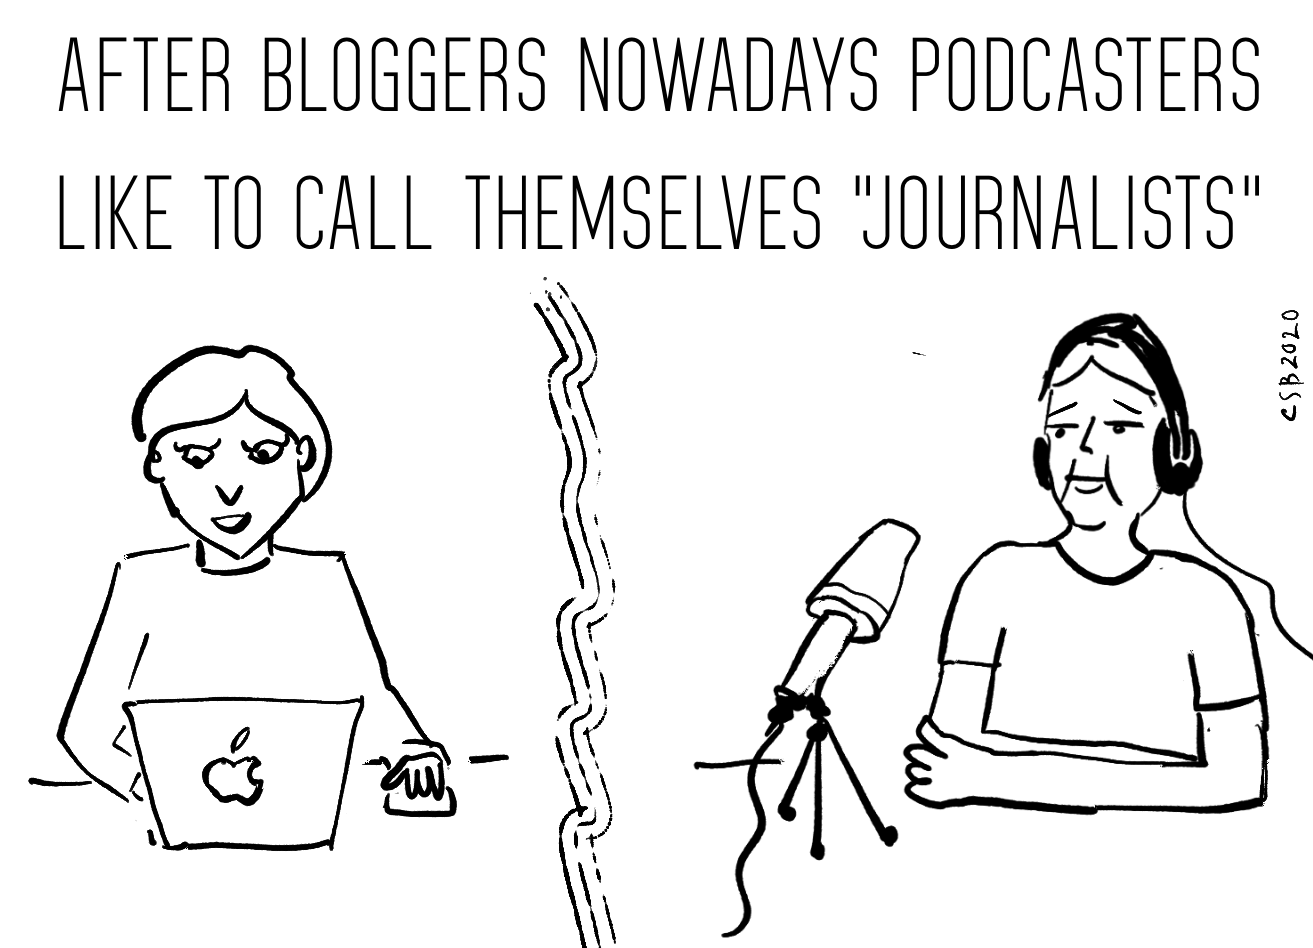 AFTER BLOGGERS NOWADAYS PODCASTERS
LIKE TO CALL THEMSELVES "JOURNALISTS"
CSB2020